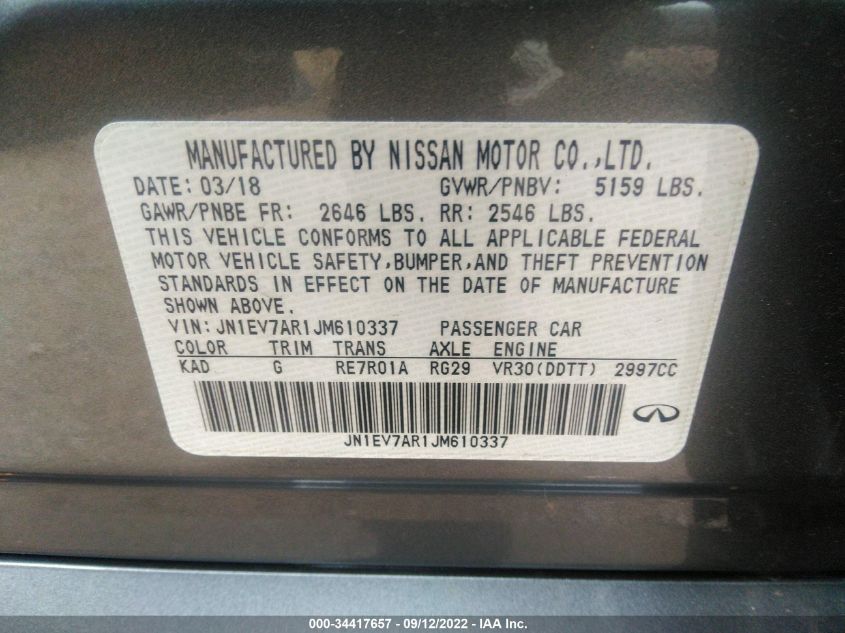 MANUFACTURED BY NISSAN MOTOR CO.,LTD.
DATE: 03/18 GVWR/PNBV: 5159 LBS.
GAWR/PNBE FR: 2646 LBS. RR: 2546 LBS.
THIS VEHICLE CONFORMS TO ALL APPLICABLE FEDERAL
MOTOR VEHICLE SAFETY,BUMPER,AND THEFT PREVENTION
STANDARDS IN EFFECT ON THE DATE OF MANUFACTURE
SHOWN ABOVE.
VIN: JN1EV7AR1JM610337 PASSENGER CAR
COLOR TRIM TRANS AXLE ENGINE
KAD G RE7R01A RG29 VR30(DDTT) 2997CC
JN1EV7AR1JM610337
000-34417657 - 09/12/2022 - IAA Inc.